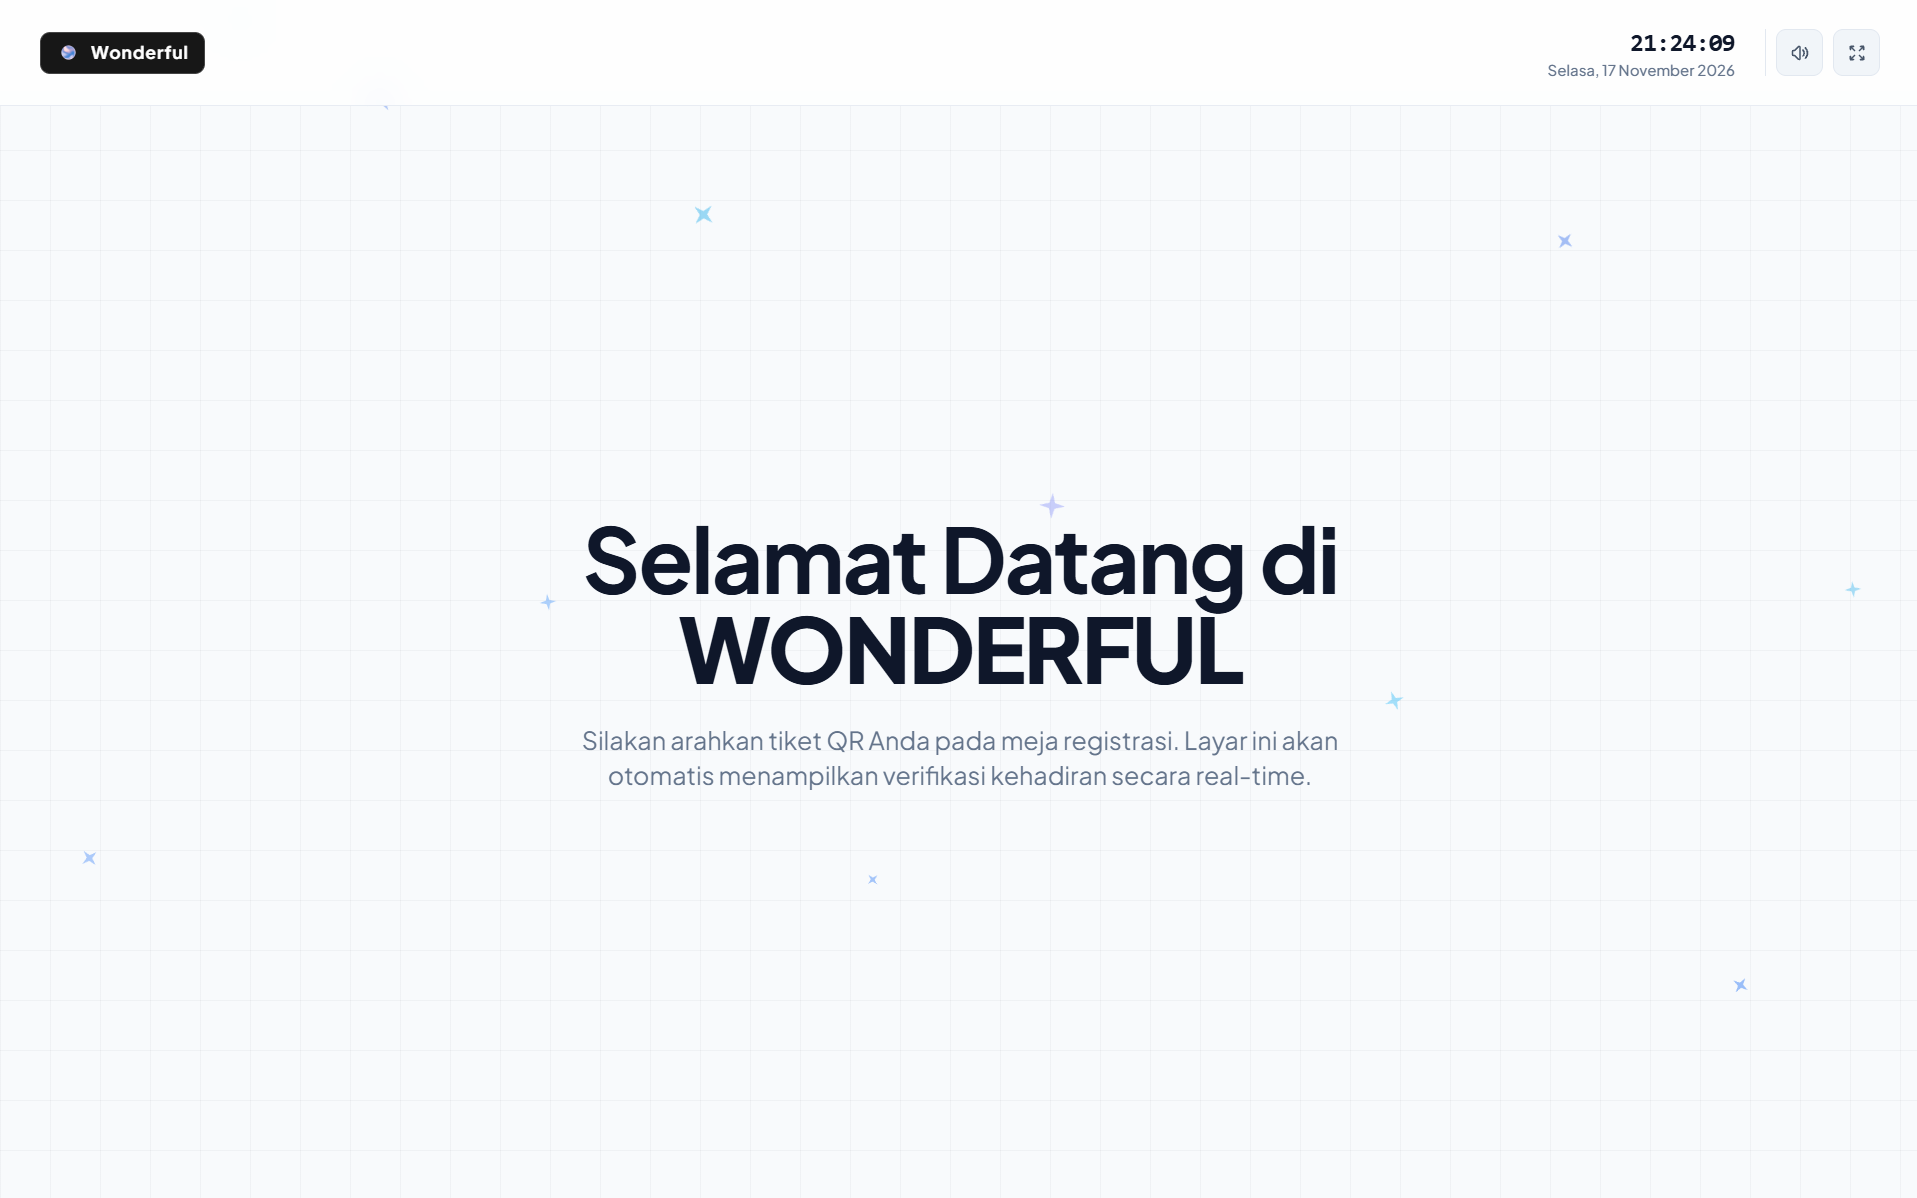 Wonderful
21:24:09
Selasa, 17 November 2026
Selamat Datang di
WONDERFUL
Silakan arahkan tiket QR Anda pada meja registrasi. Layar ini akan
otomatis menampilkan verifikasi kehadiran secara real-time.